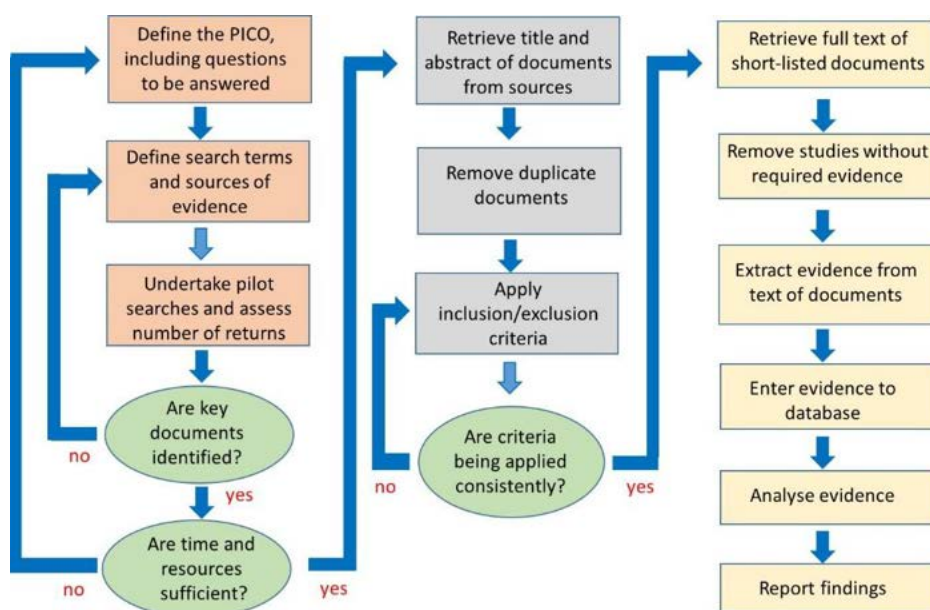 Define the PICO,
including questions
to be answered
Define search terms
and sources of
evidence
Undertake pilot
searches and assess
number of returns
Are key
documents
identified?
no
yes
Are time and
resources
sufficient?
no
yes
Retrieve title and
abstract of documents
from sources
Remove duplicate
documents
Apply
inclusion/exclusion
criteria
Are criteria
being applied
consistently?
no
yes
Retrieve full text of
short-listed documents
Remove studies without
required evidence
Extract evidence from
text of documents
Enter evidence to
database
Analyse evidence
Report findings